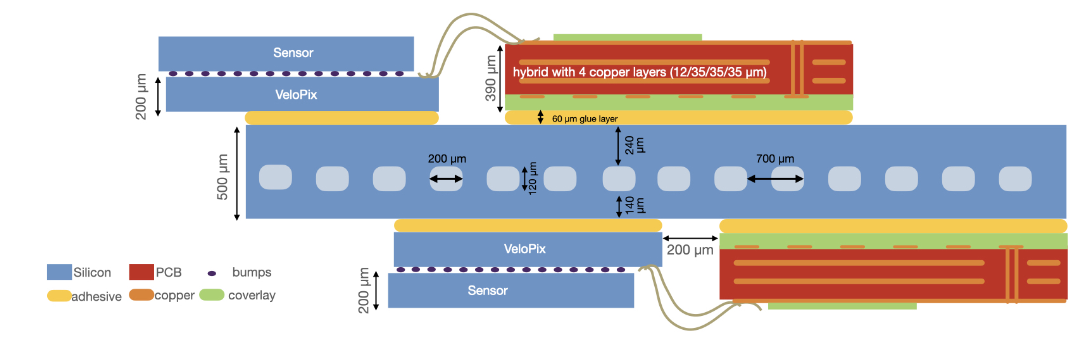 Sensor
200 µm
VeloPix
390 µm
hybrid with 4 copper layers (12/35/35/35 µm)
60 µm glue layer
500 µm
200 µm
120 µm
240
µm
700 µm
140
µm
VeloPix
200 µm
Sensor
200 µm
Silicon
PCB
bumps
adhesive
copper
coverlay